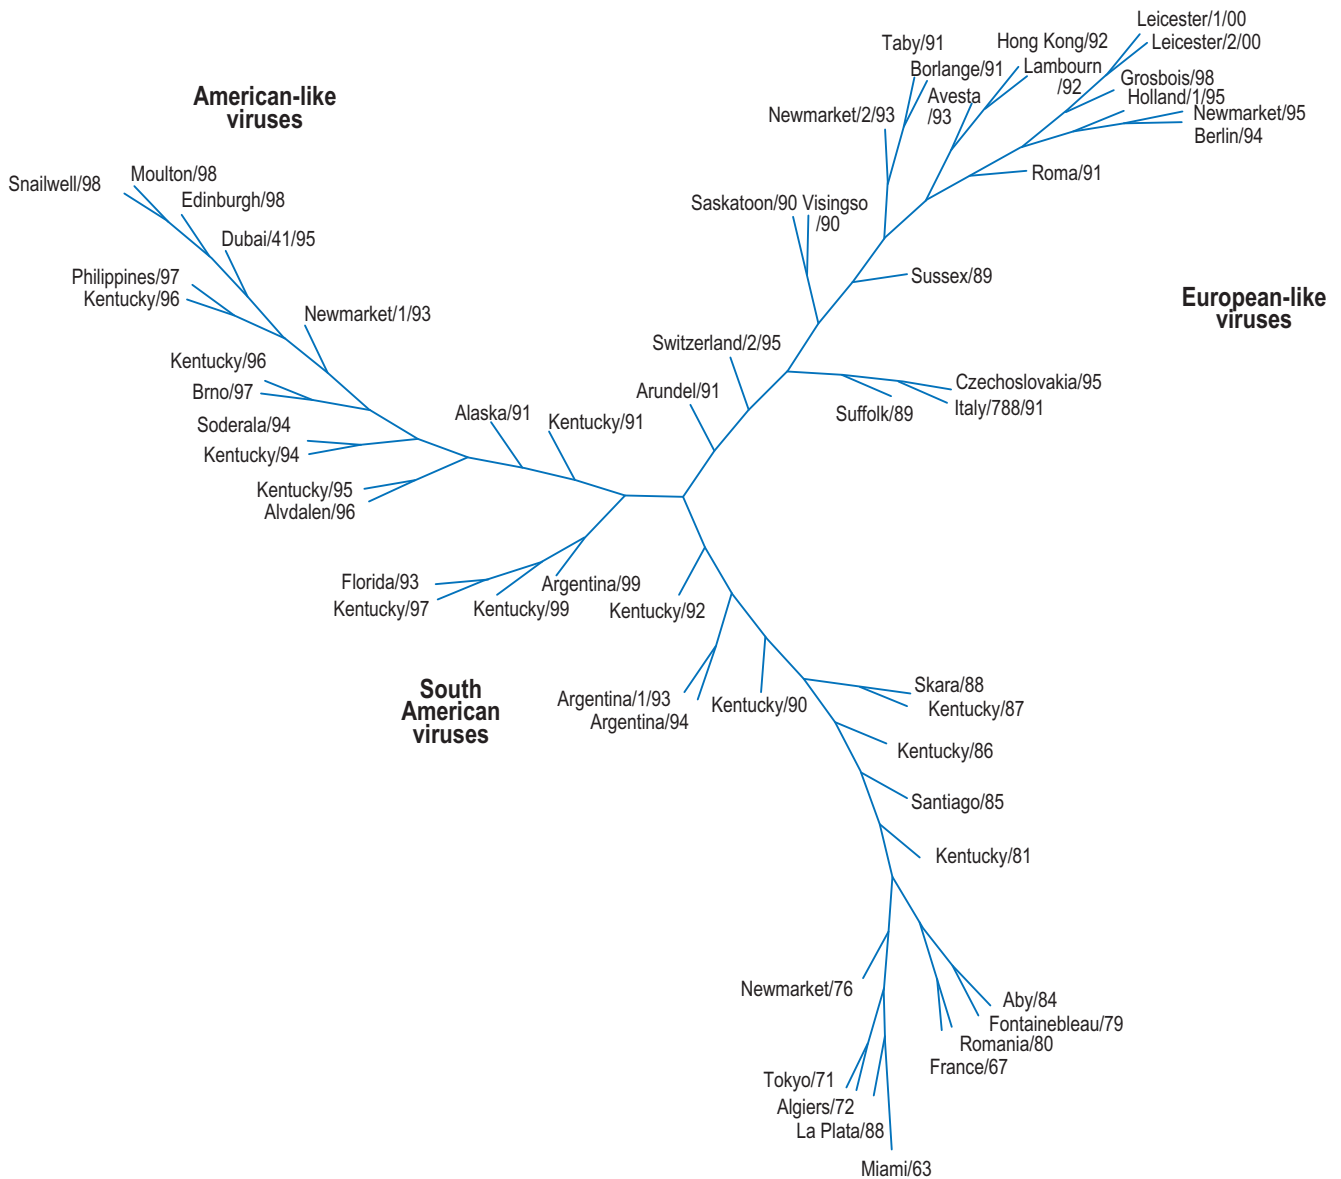 Leicester/1/00
Leicester/2/00
Taby/91
Hong Kong/92
Borlange/91
Lambourn
/92
Grosbois/98
American-like
viruses
Avesta
/93
Holland/1/95
Newmarket/2/93
Newmarket/95
Berlin/94
Moulton/98
Snailwell/98
Roma/91
Edinburgh/98
Saskatoon/90
Visingso
/90
Dubai/41/95
Philippines/97
Sussex/89
Kentucky/96
European-like
viruses
Newmarket/1/93
Switzerland/2/95
Kentucky/96
Czechoslovakia/95
Brno/97
Arundel/91
Italy/788/91
Suffolk/89
Alaska/91
Kentucky/91
Soderala/94
Kentucky/94
Kentucky/95
Alvdalen/96
Florida/93
Argentina/99
Kentucky/97
Kentucky/99
Kentucky/92
South
American
viruses
Skara/88
Argentina/1/93
Kentucky/90
Kentucky/87
Argentina/94
Kentucky/86
Santiago/85
Kentucky/81
Newmarket/76
Aby/84
Fontainebleau/79
Romania/80
France/67
Tokyo/71
Algiers/72
La Plata/88
Miami/63